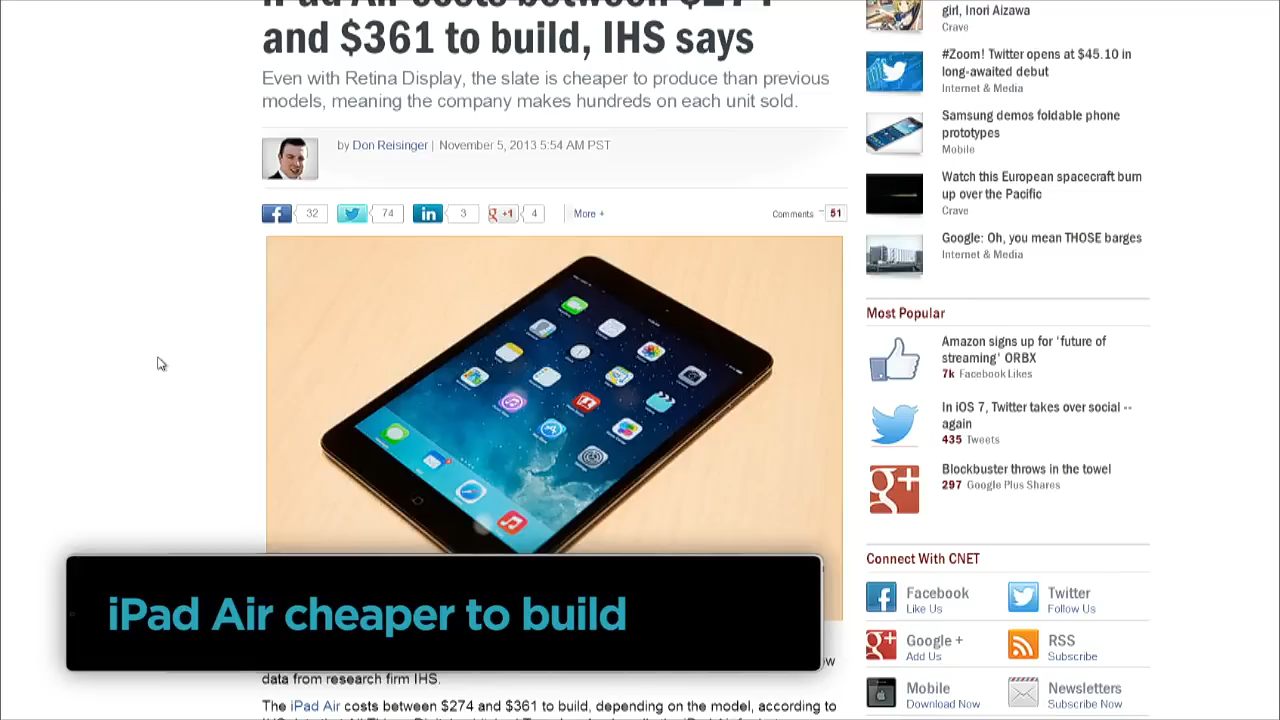 iPad Air costs between $274
and $361 to build, IHS says
Even with Retina Display, the slate is cheaper to produce than previous
models, meaning the company makes hundreds on each unit sold.
by Don Reisinger | November 5, 2013 5:54 AM PST
32
74
in
3
g +1
4
More +
Comments
51
iPad Air cheaper to build
data from research firm IHS.
The iPad Air costs between $274 and $361 to build, depending on the model, according to
girl, Inori Aizawa
Crave
#Zoom! Twitter opens at $45.10 in
long-awaited debut
Internet & Media
Samsung demos foldable phone
prototypes
Mobile
Watch this European spacecraft burn
up over the Pacific
Crave
Google: Oh, you mean THOSE barges
Internet & Media
Most Popular
Amazon signs up for 'future of
streaming' ORBX
7k Facebook Likes
In iOS 7, Twitter takes over social --
again
435 Tweets
Blockbuster throws in the towel
297 Google Plus Shares
Connect With CNET
Facebook
Like Us
Twitter
Follow Us
Google +
Add Us
RSS
Subscribe
Mobile
Download Now
Newsletters
Subscribe Now